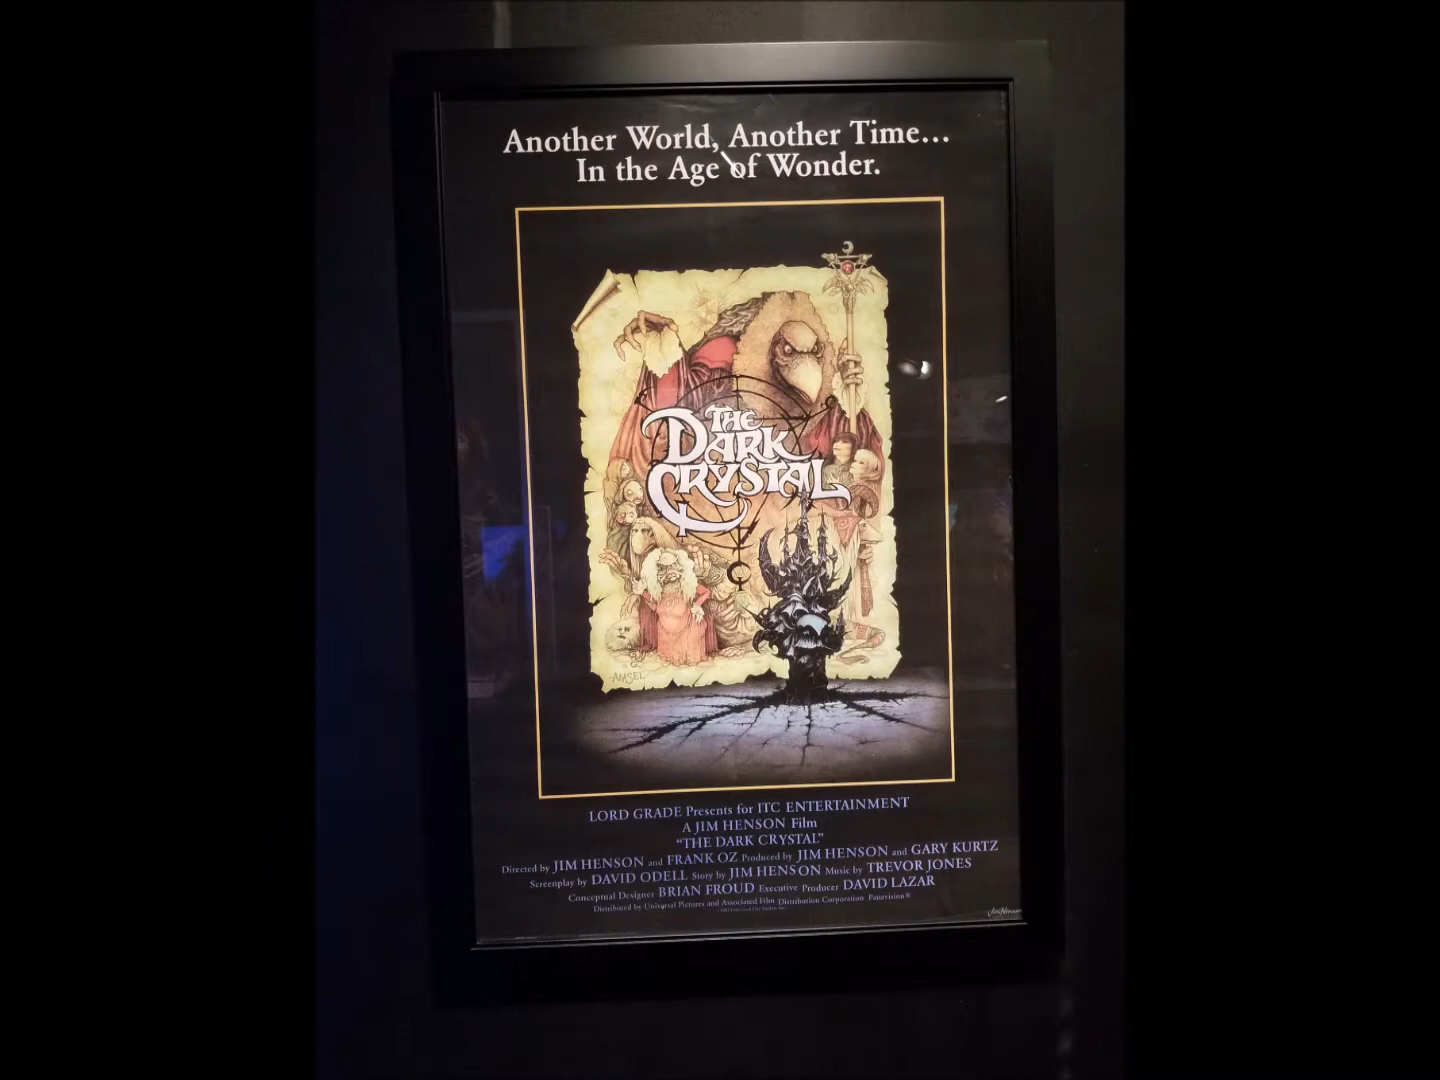 Another World, Another Time...
In the Age of Wonder.
THE
DARK
CRYSTAL
AMSEL
LORD GRADE Presents for ITC ENTERTAINMENT
A JIM HENSON Film
“THE DARK CRYSTAL”
Directed by JIM HENSON and FRANK OZ Produced by JIM HENSON and GARY KURTZ
Screenplay by DAVID ODELL Story by JIM HENSON Music by TREVOR JONES
Conceptual Designer BRIAN FROUD Executive Producer DAVID LAZAR
Distributed by Universal Pictures and Associated Film Distribution Corporation Panavision®